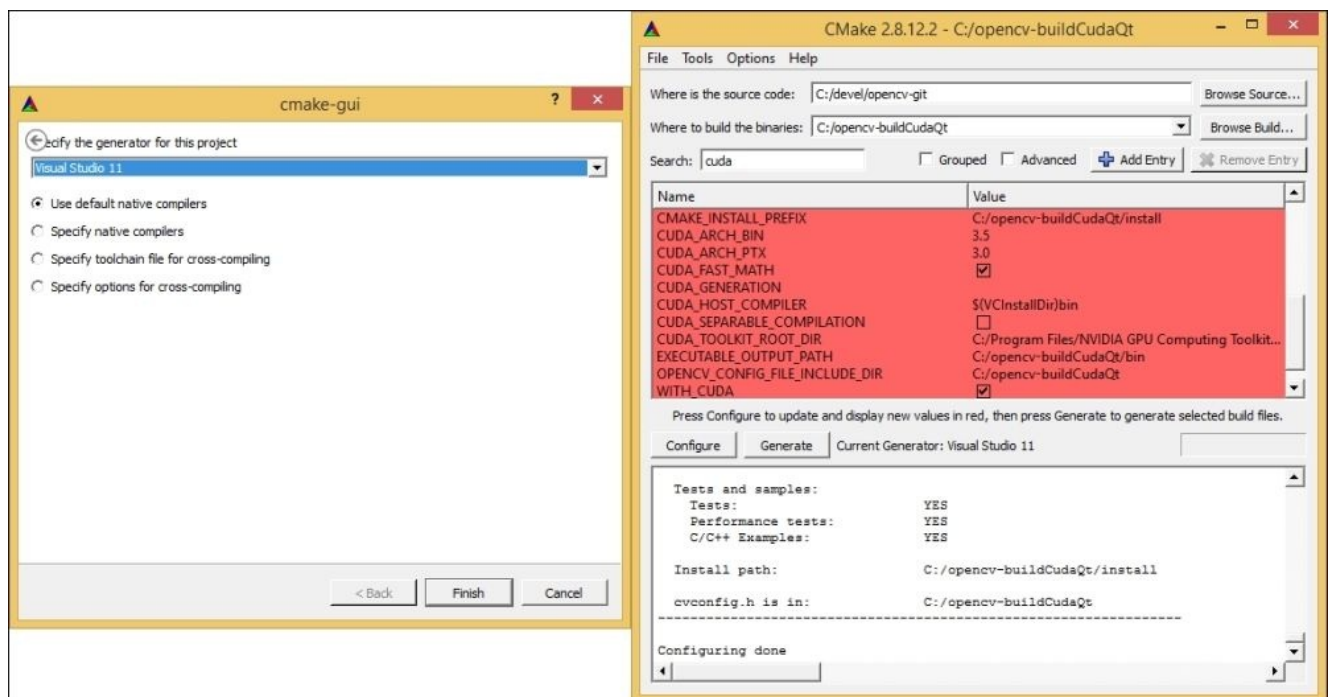 cmake-gui
?
ecify the generator for this project
Visual Studio 11
Use default native compilers
Specify native compilers
Specify toolchain file for cross-compiling
Specify options for cross-compiling
< Back Finish Cancel
CMake 2.8.12.2 - C:/opencv-buildCudaQt
File Tools Options Help
Where is the source code: C:/devel/opencv-git Browse Source...
Where to build the binaries: C:/opencv-buildCudaQt Browse Build...
Search: cuda Grouped Advanced Add Entry Remove Entry
Name Value
CMAKE_INSTALL_PREFIX C:/opencv-buildCudaQt/install
CUDA_ARCH_BIN 3.5
CUDA_ARCH_PTX 3.0
CUDA_FAST_MATH
CUDA_GENERATION
CUDA_HOST_COMPILER $(VCInstallDir)bin
CUDA_SEPARABLE_COMPILATION
CUDA_TOOLKIT_ROOT_DIR C:/Program Files/NVIDIA GPU Computing Toolkit...
EXECUTABLE_OUTPUT_PATH C:/opencv-buildCudaQt/bin
OPENCV_CONFIG_FILE_INCLUDE_DIR C:/opencv-buildCudaQt
WITH_CUDA
Press Configure to update and display new values in red, then press Generate to generate selected build files.
Configure Generate Current Generator: Visual Studio 11
Tests and samples:
Tests: YES
Performance tests: YES
C/C++ Examples: YES
Install path: C:/opencv-buildCudaQt/install
cvconfig.h is in: C:/opencv-buildCudaQt
-----------------------------------------------------------------
Configuring done